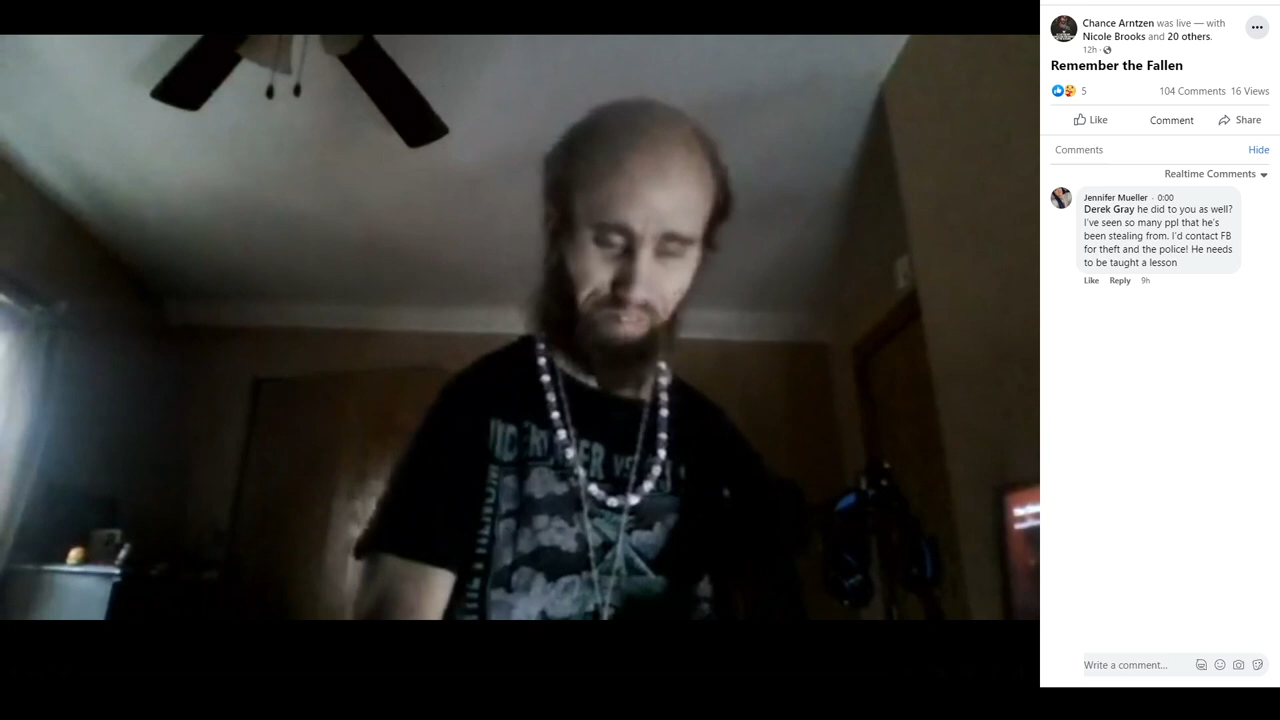 Chance Arntzen was live — with
Nicole Brooks and 20 others.
12h ·
Remember the Fallen
5
104 Comments 16 Views
Like
Comment
Share
Comments
Hide
Realtime Comments
Jennifer Mueller · 0:00
Derek Gray he did to you as well?
I've seen so many ppl that he's
been stealing from. I'd contact FB
for theft and the police! He needs
to be taught a lesson
Like Reply 9h
Write a comment...